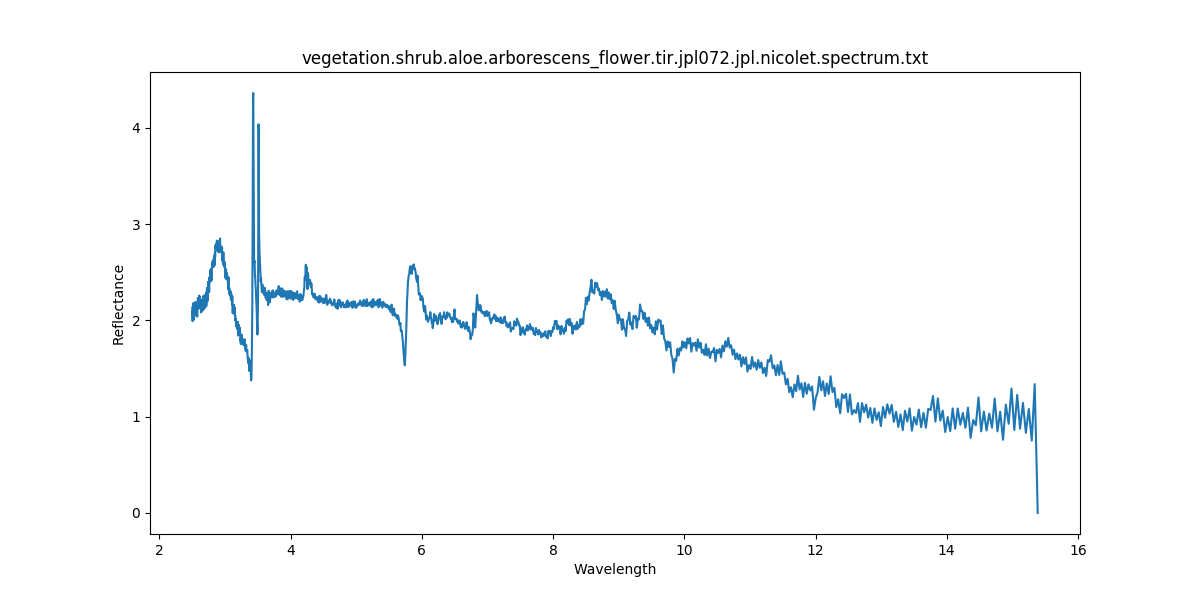 vegetation.shrub.aloe.arborescens_flower.tir.jpl072.jpl.nicolet.spectrum.txt
4
3
2
1
0
Reflectance
2 4 6 8 10 12 14 16
Wavelength